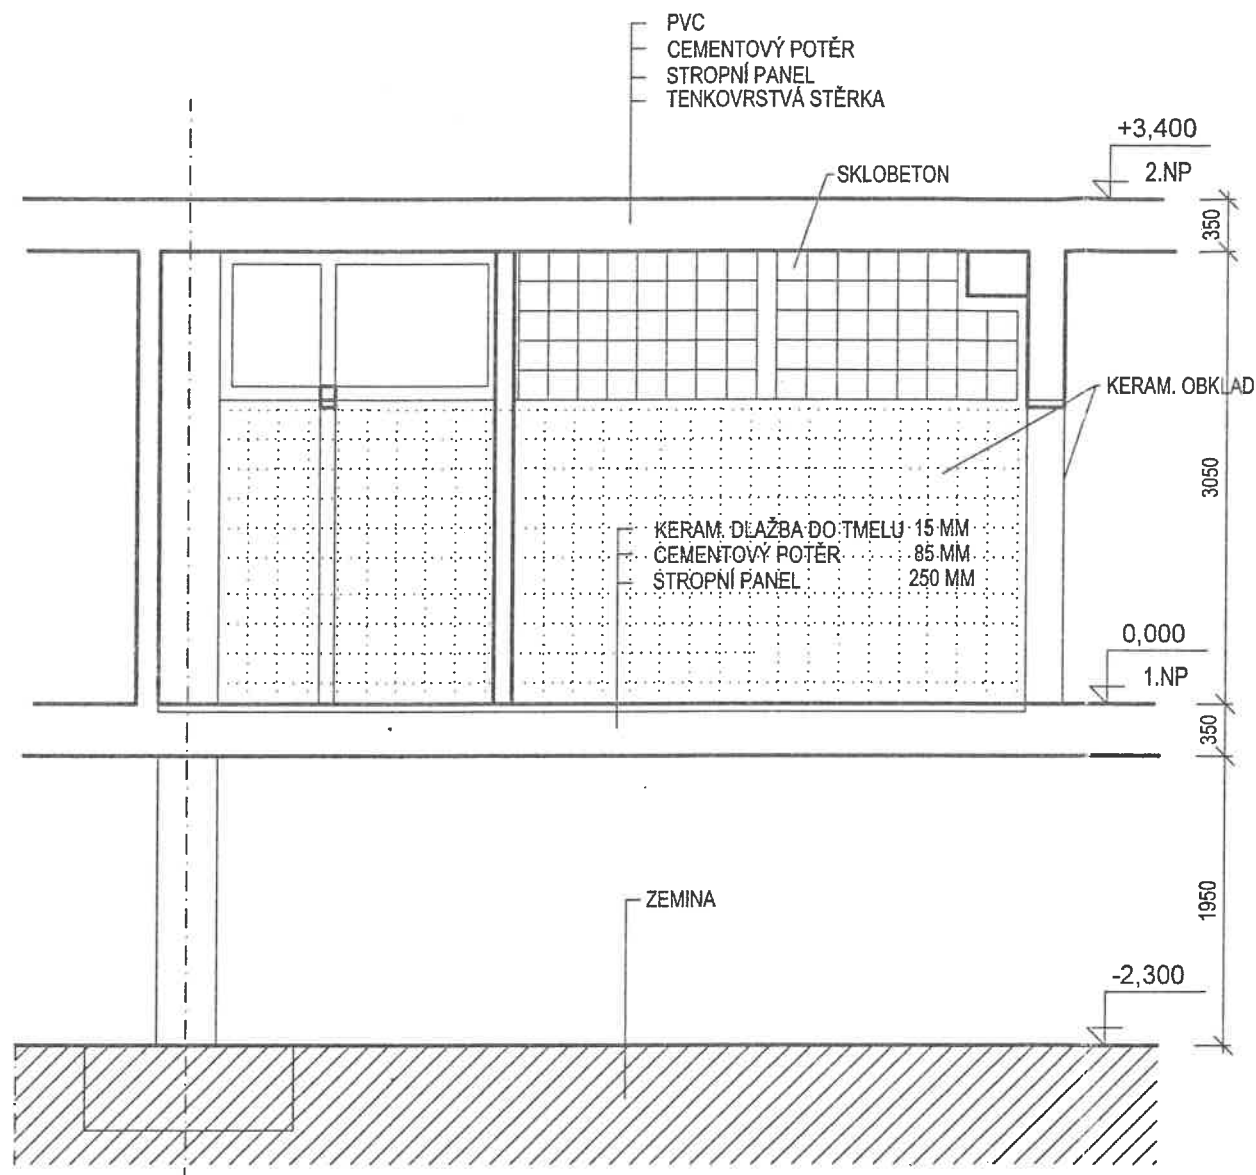 PVC
CEMENTOVÝ POTĚR
STROPNÍ PANEL
TENKOVRSTVÁ STĚRKA
+3,400
2.NP
SKLOBETON
350
KERAM. OBKLAD
3050
KERAM. DLAŽBA DO TMELU 15 MM
CEMENTOVÝ POTĚR 85 MM
STROPNÍ PANEL 250 MM
0,000
1.NP
350
ZEMINA
1950
-2,300